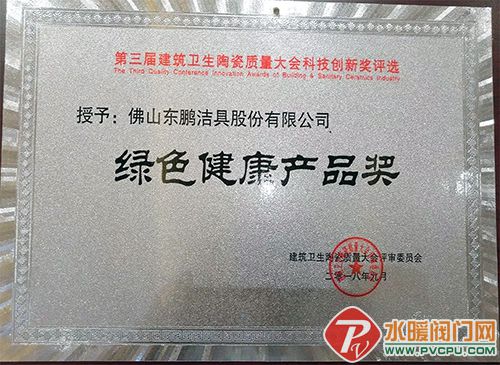 第三届建筑卫生陶瓷质量大会科技创新奖评选
The Third Quality Conference Innovation Awards of Building & Sanitary Ceramics Industry
授予：佛山东鹏洁具股份有限公司
绿色健康产品奖
建筑卫生陶瓷质量大会评审委员会
二零一八年九月
水暖阀门网
www.PVCPU.com